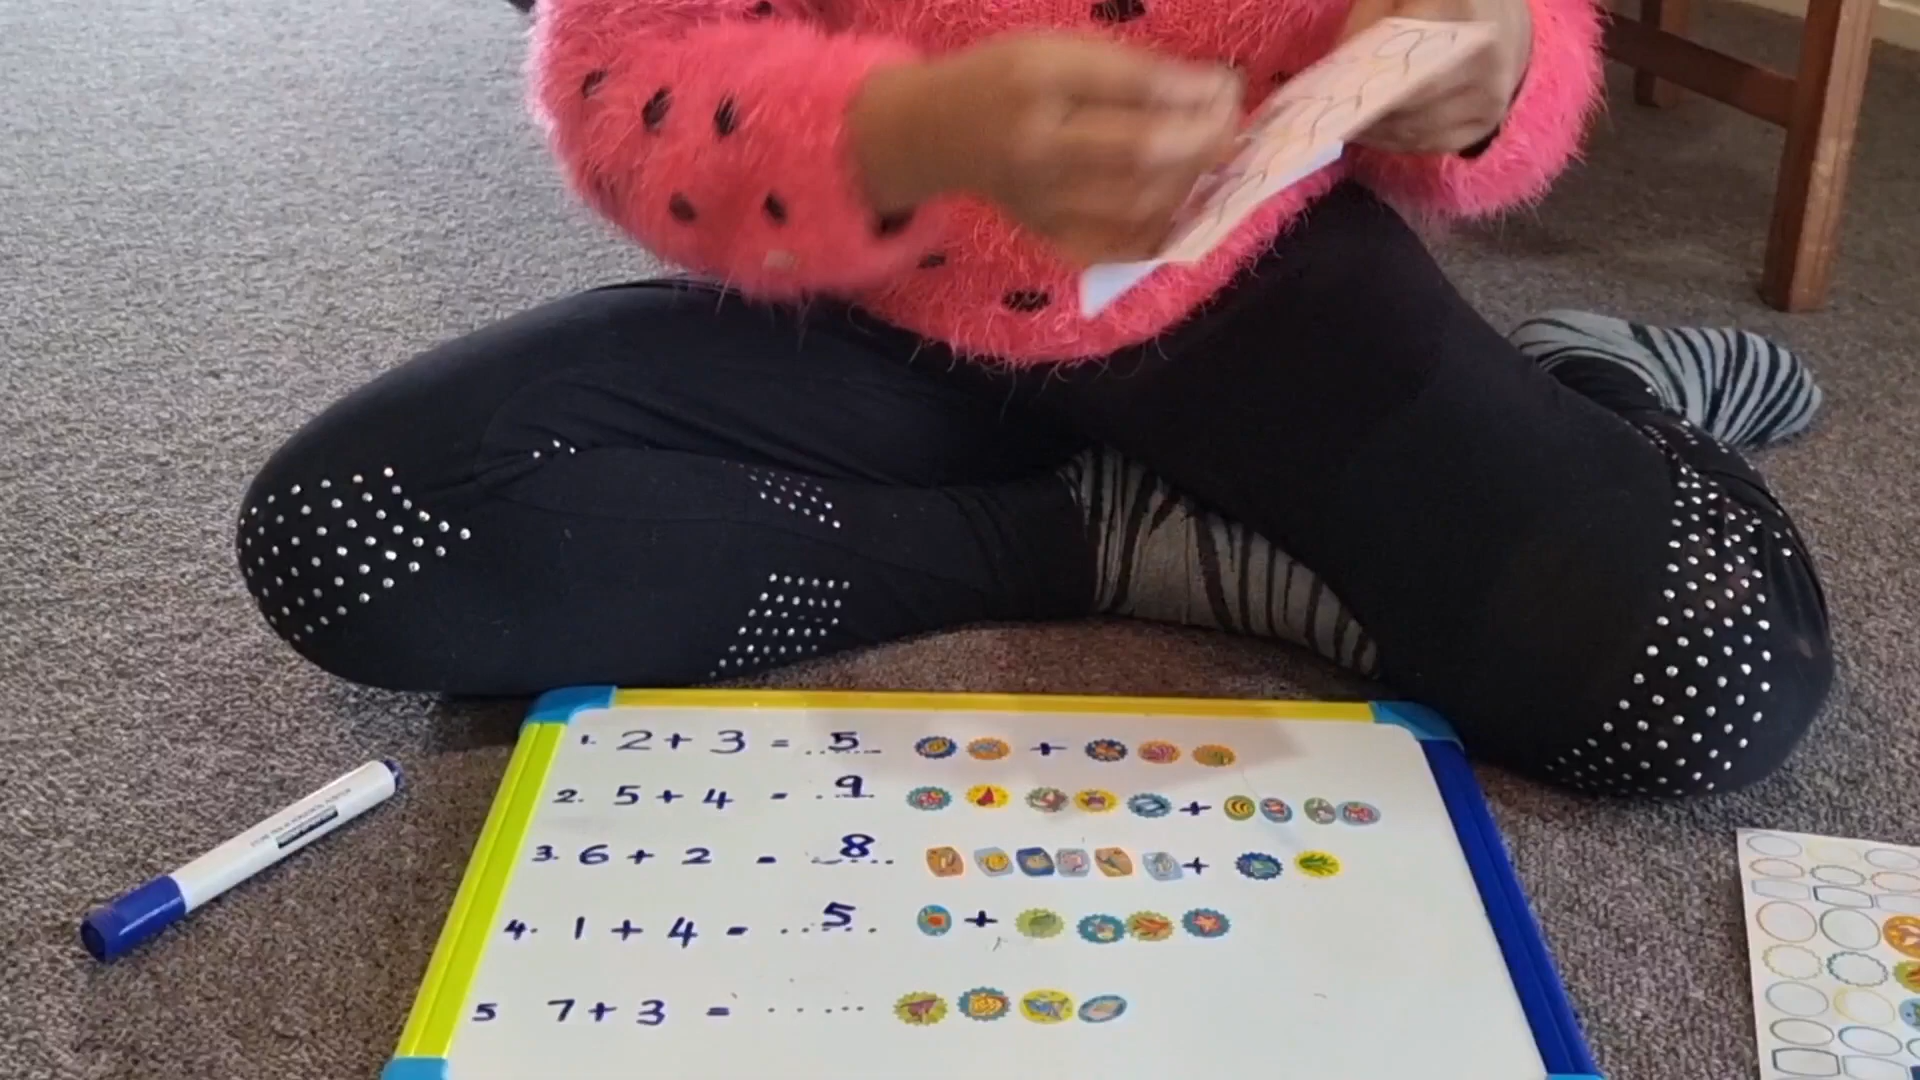 1. 2 + 3 = ..5.. +
2. 5 + 4 = ..9.. +
3. 6 + 2 = ..8.. +
4. 1 + 4 = ..5.. +
5 7 + 3 = ......